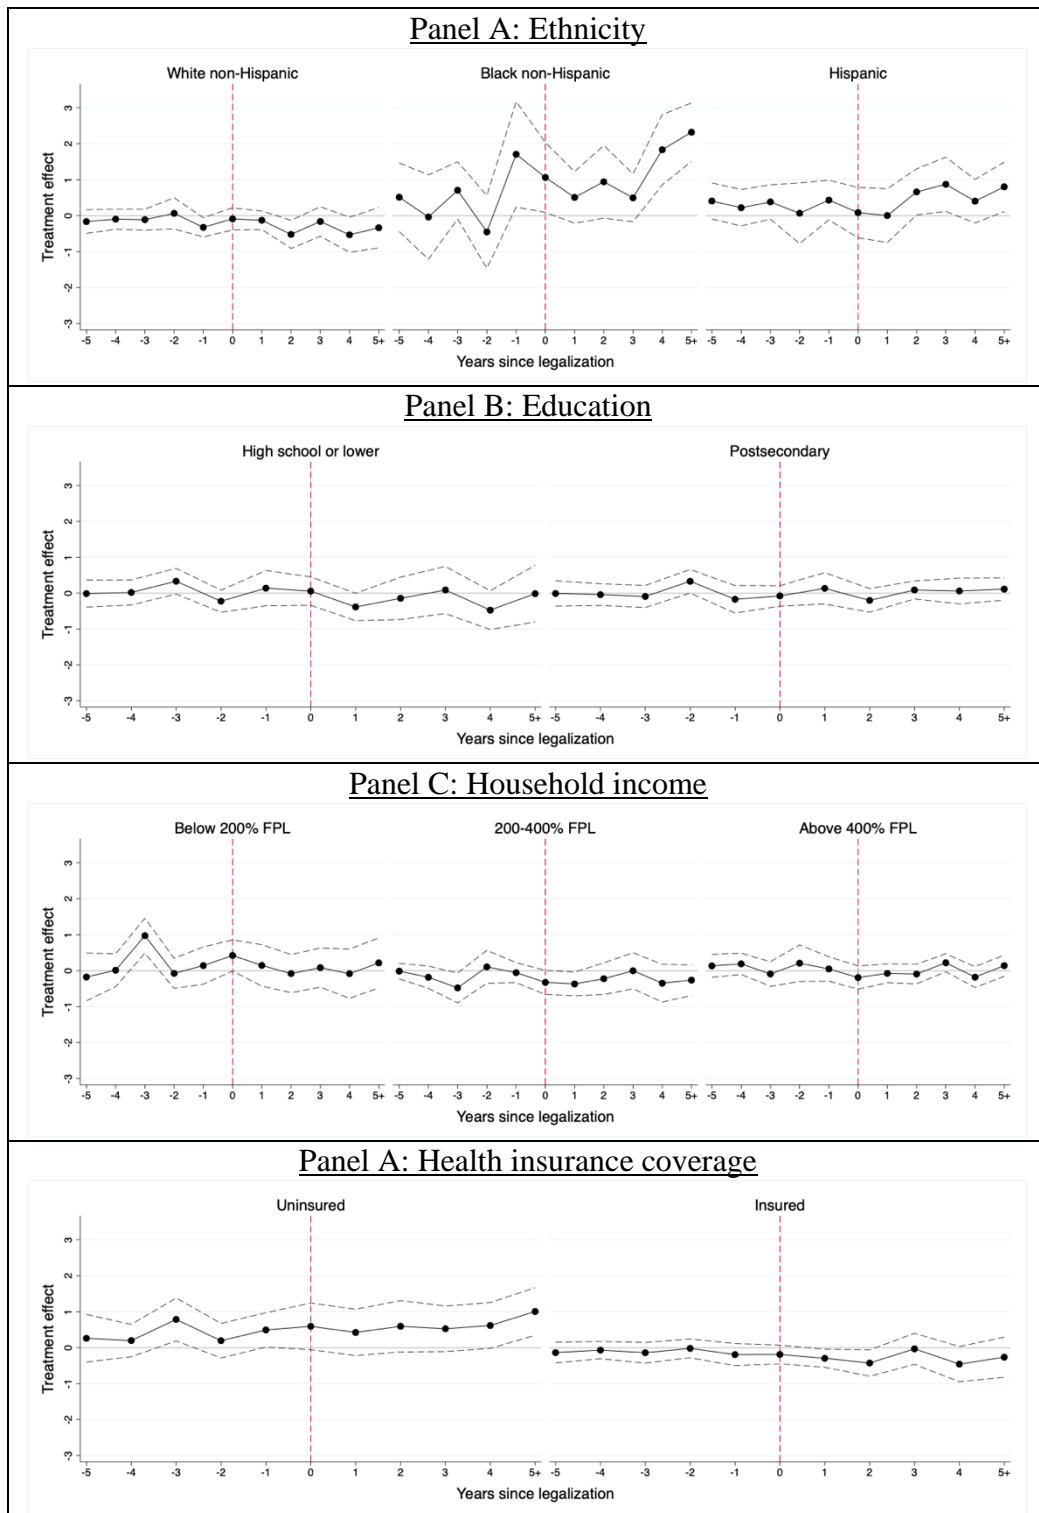 Panel A: Ethnicity
White non-Hispanic
Black non-Hispanic
Hispanic
Treatment effect
3
2
1
0
-1
-2
-3
-5 -4 -3 -2 -1 0 1 2 3 4 5+
-5 -4 -3 -2 -1 0 1 2 3 4 5+
-5 -4 -3 -2 -1 0 1 2 3 4 5+
Years since legalization
Panel B: Education
High school or lower
Postsecondary
Treatment effect
3
2
1
0
-1
-2
-3
-5 -4 -3 -2 -1 0 1 2 3 4 5+
-5 -4 -3 -2 -1 0 1 2 3 4 5+
Years since legalization
Panel C: Household income
Below 200% FPL
200-400% FPL
Above 400% FPL
Treatment effect
3
2
1
0
-1
-2
-3
-5 -4 -3 -2 -1 0 1 2 3 4 5+
-5 -4 -3 -2 -1 0 1 2 3 4 5+
-5 -4 -3 -2 -1 0 1 2 3 4 5+
Years since legalization
Panel A: Health insurance coverage
Uninsured
Insured
Treatment effect
3
2
1
0
-1
-2
-3
-5 -4 -3 -2 -1 0 1 2 3 4 5+
-5 -4 -3 -2 -1 0 1 2 3 4 5+
Years since legalization